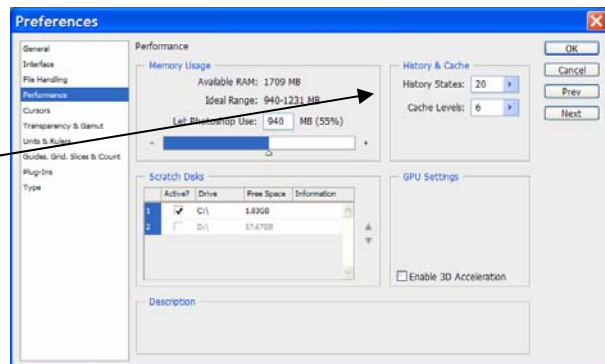 Preferences
General
Interface
File Handling
Performance
Cursors
Transparency & Gamut
Units & Rulers
Guides, Grid, Slices & Count
Plug-Ins
Type
Performance
Memory Usage
Available RAM: 1709 MB
Ideal Range: 940-1231 MB
Let Photoshop Use: 940 MB (55%)
- +
History & Cache
History States: 20
Cache Levels: 6
OK
Cancel
Prev
Next
Scratch Disks
Active? Drive Free Space Information
1 C:\ 1.83GB
2 D:\ 57.67GB
GPU Settings
Enable 3D Acceleration
Description